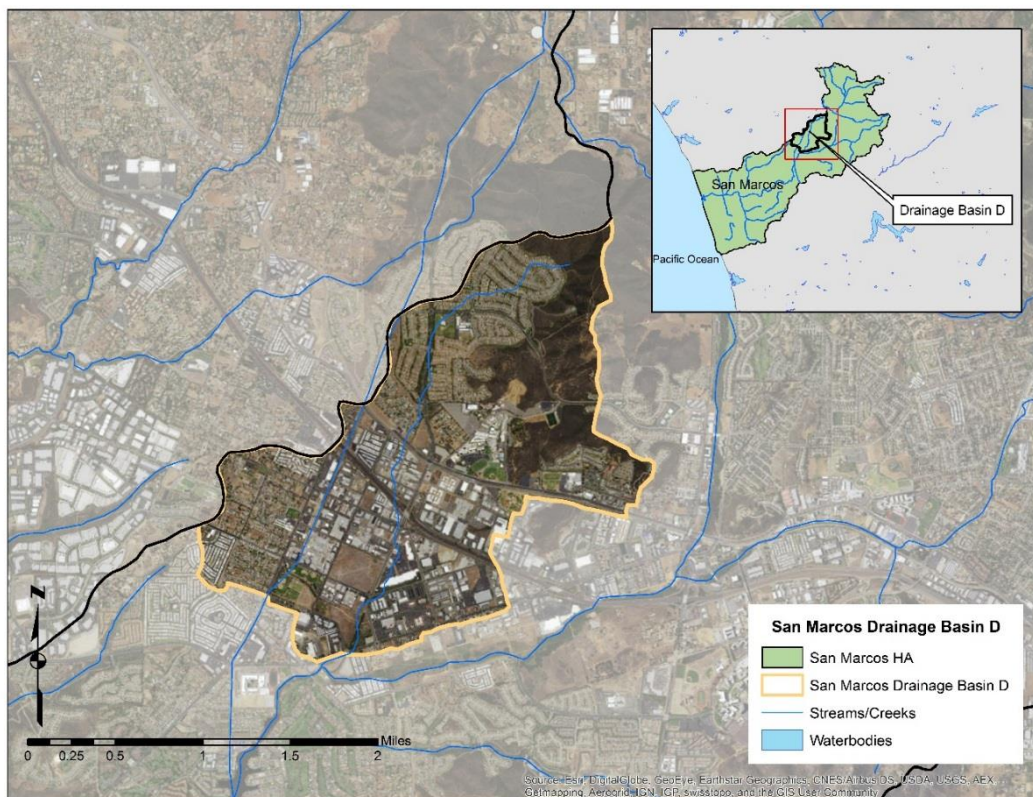 San Marcos
Drainage Basin D
Pacific Ocean
N
San Marcos Drainage Basin D
San Marcos HA
San Marcos Drainage Basin D
Streams/Creeks
Waterbodies
Miles
0 0.25 0.5 1 1.5 2
Source: Esri, DigitalGlobe, GeoEye, Earthstar Geographics, CNES/Airbus DS, USDA, USGS, AEX,
Getmapping, Aerogrid, IGN, IGP, swisstopo, and the GIS User Community